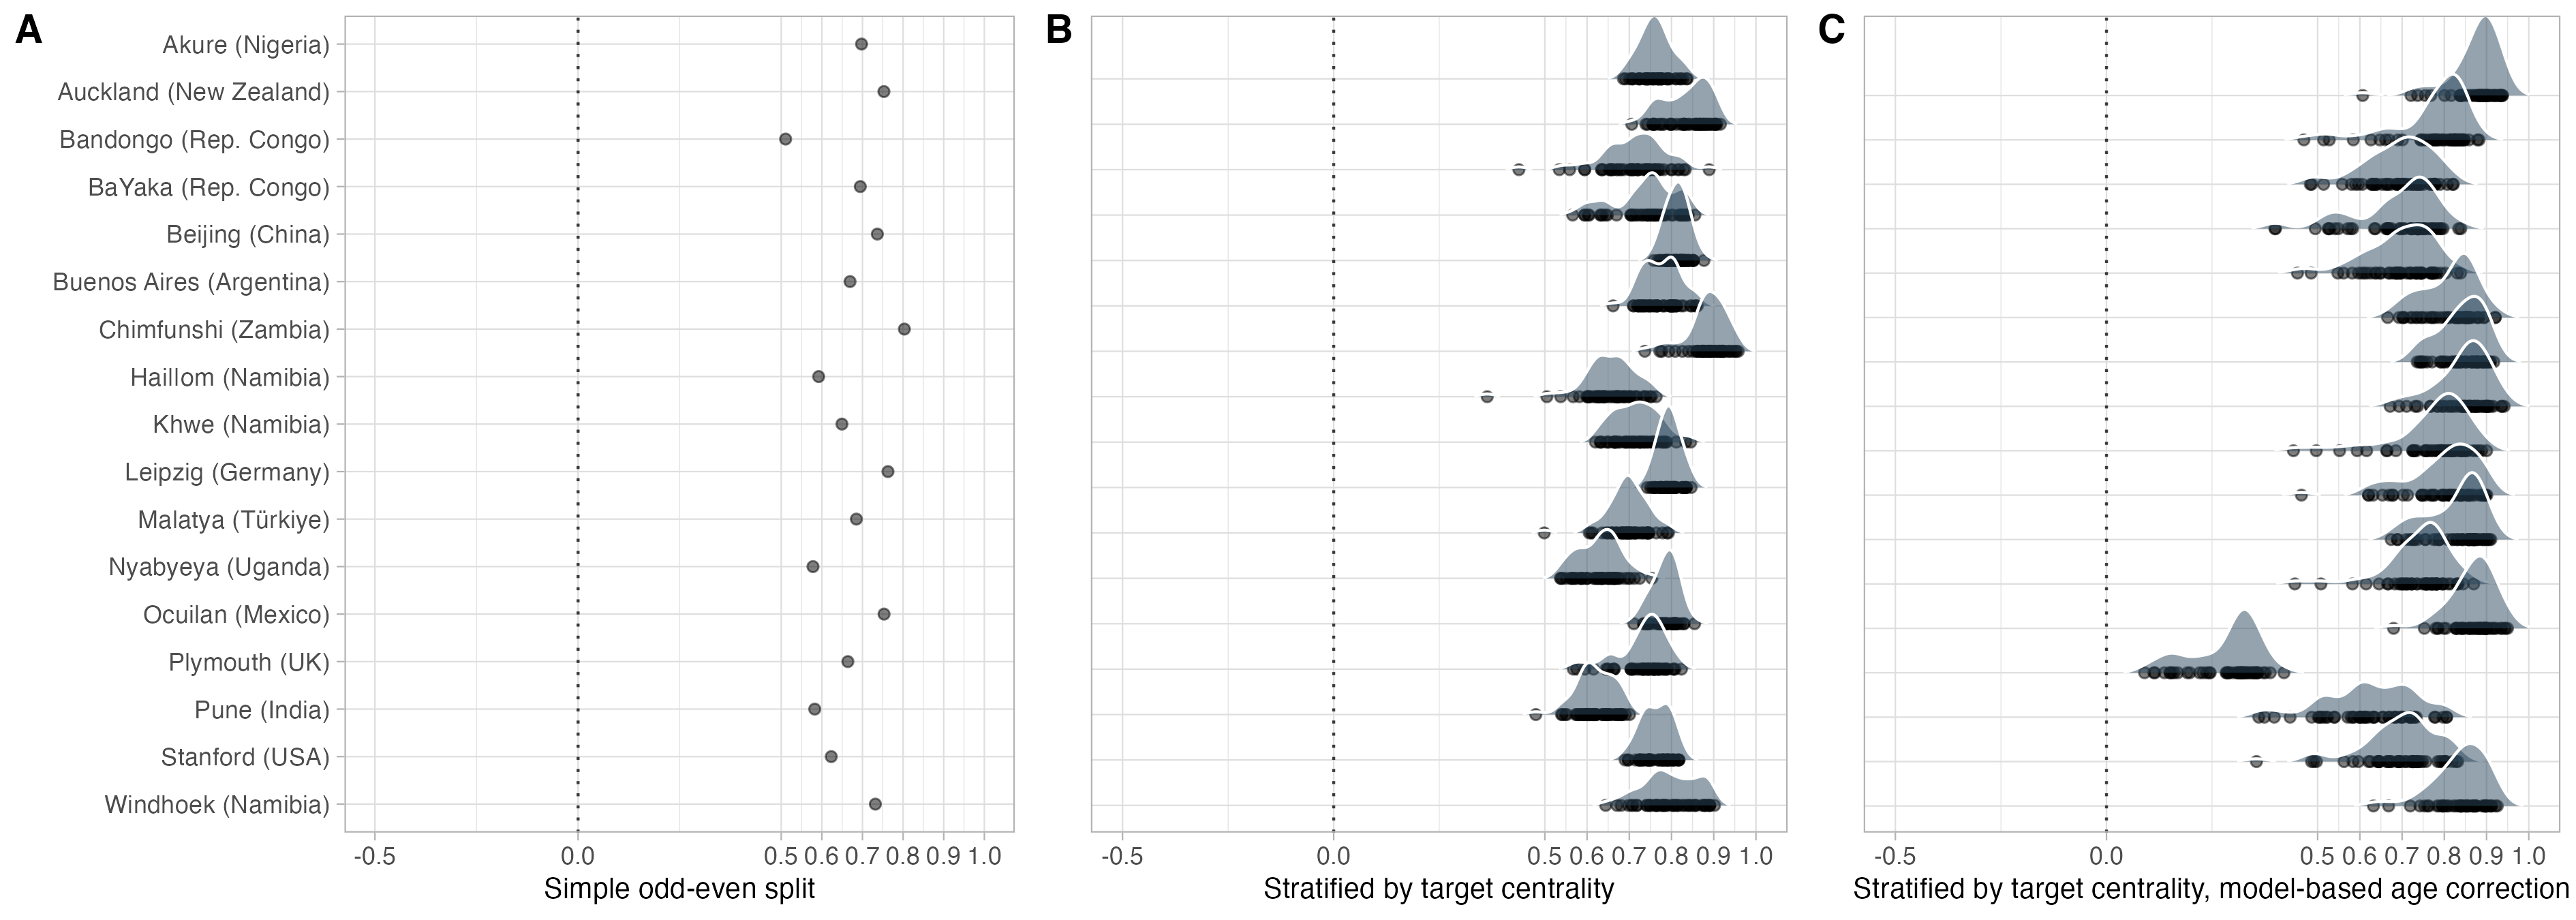 A
B
C
Akure (Nigeria)
Auckland (New Zealand)
Bandongo (Rep. Congo)
BaYaka (Rep. Congo)
Beijing (China)
Buenos Aires (Argentina)
Chimfunshi (Zambia)
Haillom (Namibia)
Khwe (Namibia)
Leipzig (Germany)
Malatya (Türkiye)
Nyabyeya (Uganda)
Ocuilan (Mexico)
Plymouth (UK)
Pune (India)
Stanford (USA)
Windhoek (Namibia)
-0.5 0.0 0.5 0.6 0.7 0.8 0.9 1.0
Simple odd-even split
-0.5 0.0 0.5 0.6 0.7 0.8 0.9 1.0
Stratified by target centrality
-0.5 0.0 0.5 0.6 0.7 0.8 0.9 1.0
Stratified by target centrality, model-based age correction